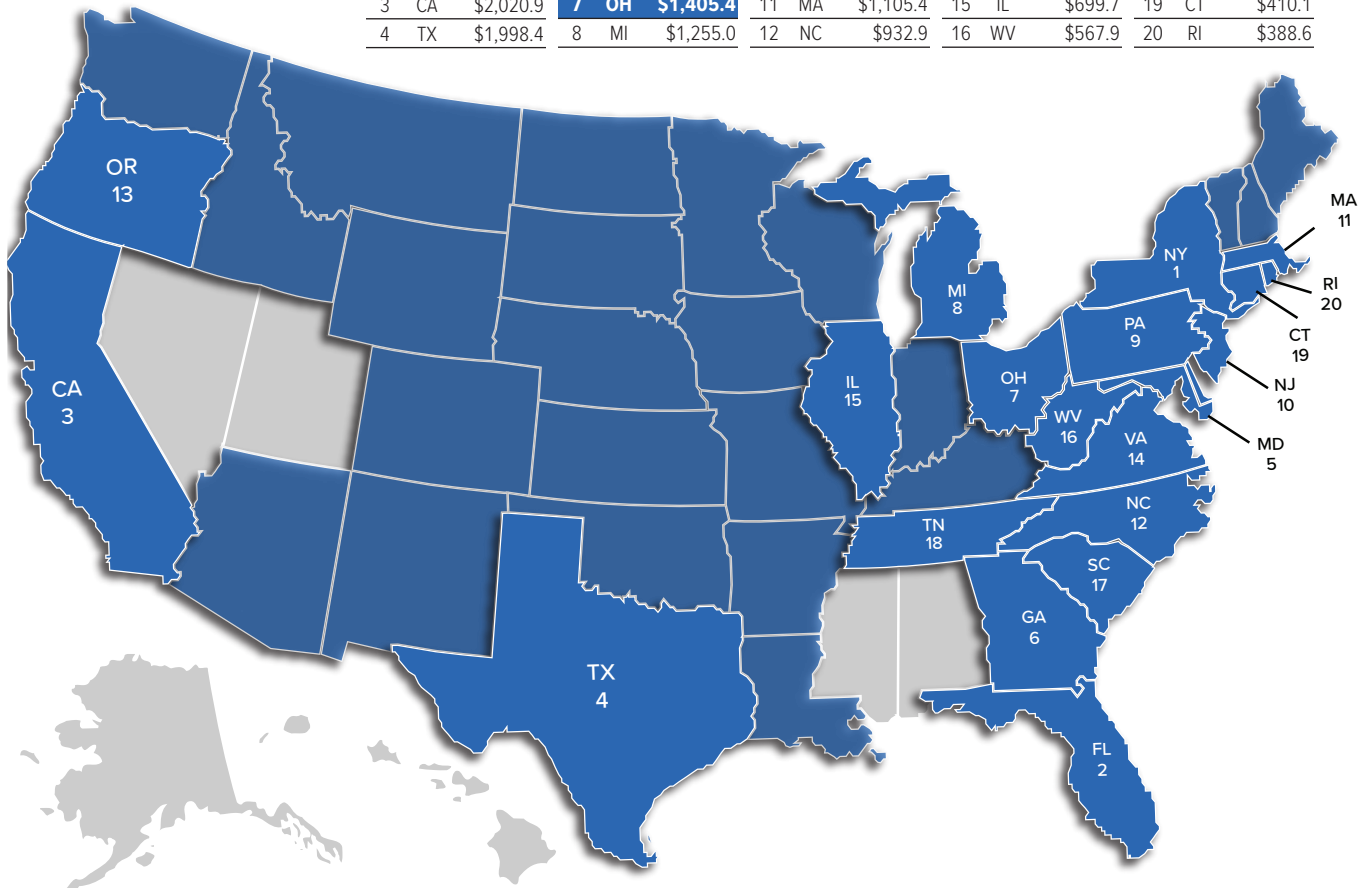 3 CA $2,020.9 7 OH $1,405.4 11 MA $1,105.4 15 IL $699.7 19 CT $410.1
4 TX $1,998.4 8 MI $1,255.0 12 NC $932.9 16 WV $567.9 20 RI $388.6
OR
13
MA
11
NY
1
RI
20
MI
8
PA
9
CT
19
OH
7
IL
15
CA
3
NJ
10
WV
16
VA
14
MD
5
NC
12
TN
18
SC
17
GA
6
TX
4
FL
2